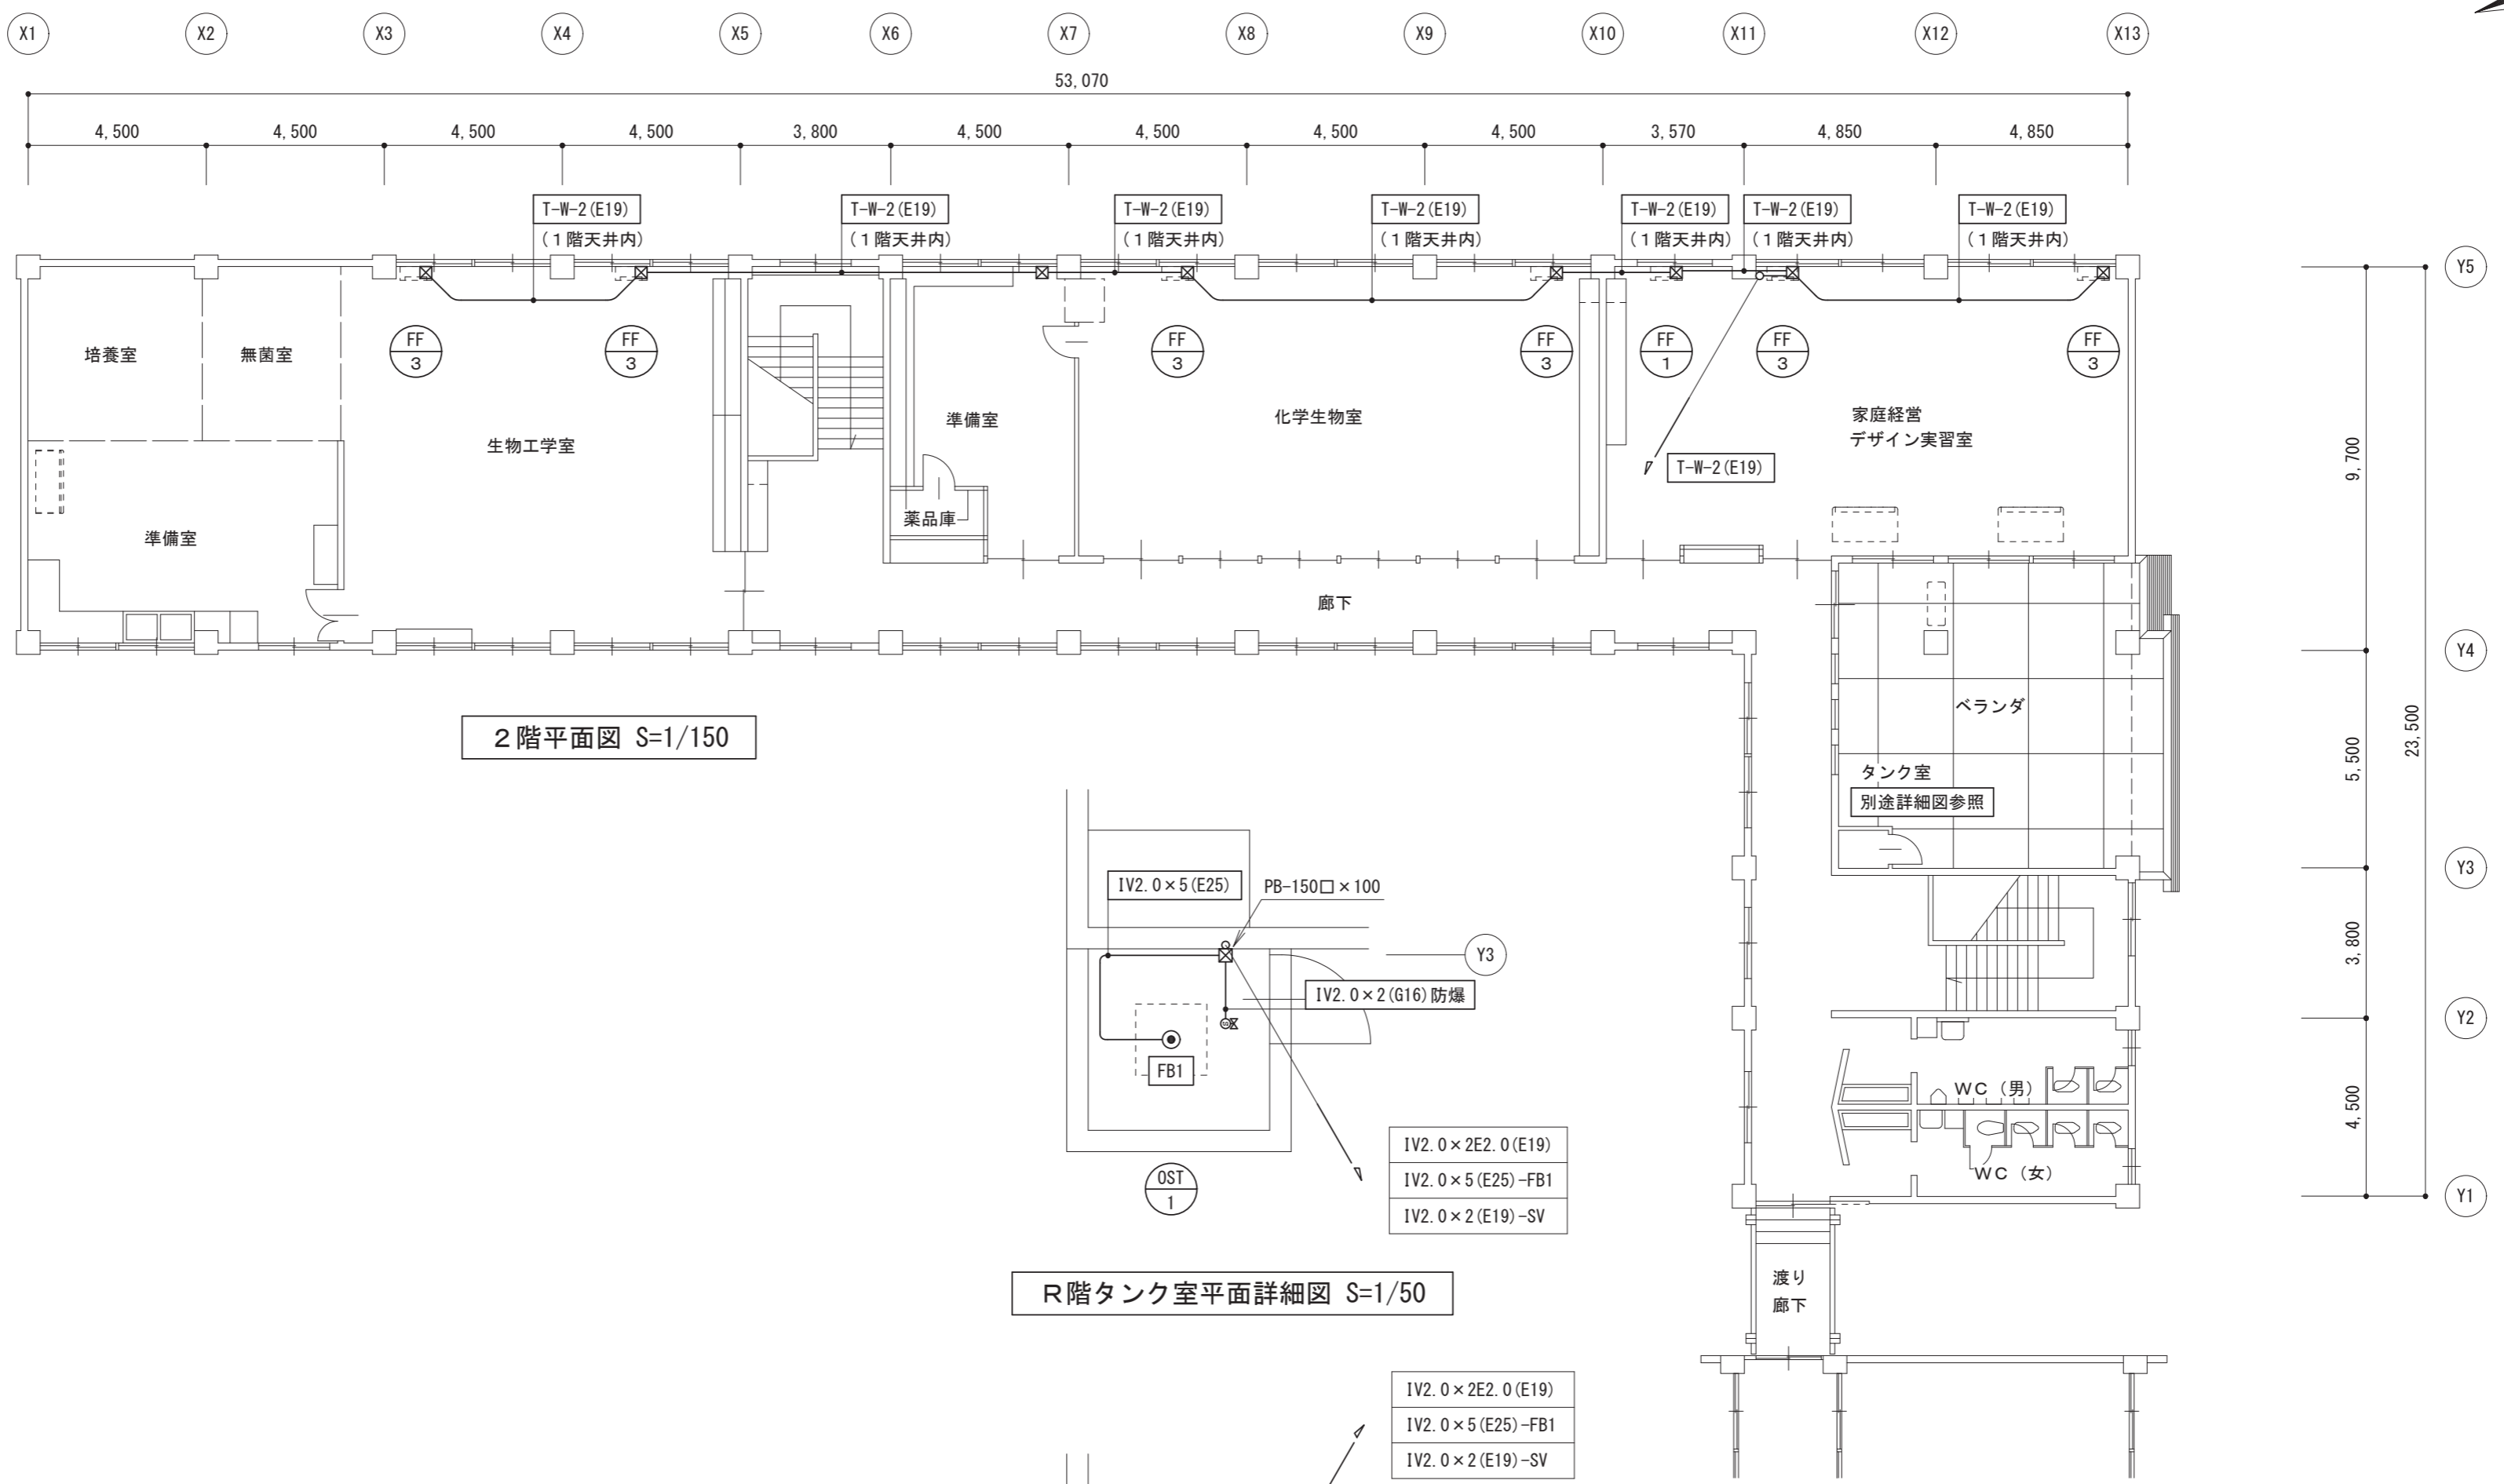 X1 X2 X3 X4 X5 X6 X7 X8 X9 X10 X11 X12 X13
53,070
4,500 4,500 4,500 4,500 3,800 4,500 4,500 4,500 4,500 3,570 4,850 4,850
T-W-2(E19) T-W-2(E19) T-W-2(E19) T-W-2(E19) T-W-2(E19) T-W-2(E19) T-W-2(E19)
(1階天井内) (1階天井内) (1階天井内) (1階天井内) (1階天井内) (1階天井内) (1階天井内)
Y5
FF FF FF FF FF FF FF
3 3 3 3 1 3 3
培養室 無菌室
準備室
化学生物室
家庭経営
デザイン実習室
生物工学室
T-W-2(E19)
9,700
薬品庫
準備室
廊下
Y4
ベランダ
2階平面図 S=1/150
23,500
5,500
タンク室
別途詳細図参照
Y3
IV2.0×5(E25)
PB-150□×100
Y3
3,800
IV2.0×2(G16)防爆
S
Y2
FB1
WC(男)
4,500
IV2.0×2E2.0(E19)
IV2.0×5(E25)-FB1
IV2.0×2(E19)-SV
WC(女)
OST
1
Y1
渡り
廊下
R階タンク室平面詳細図 S=1/50
IV2.0×2E2.0(E19)
IV2.0×5(E25)-FB1
IV2.0×2(E19)-SV